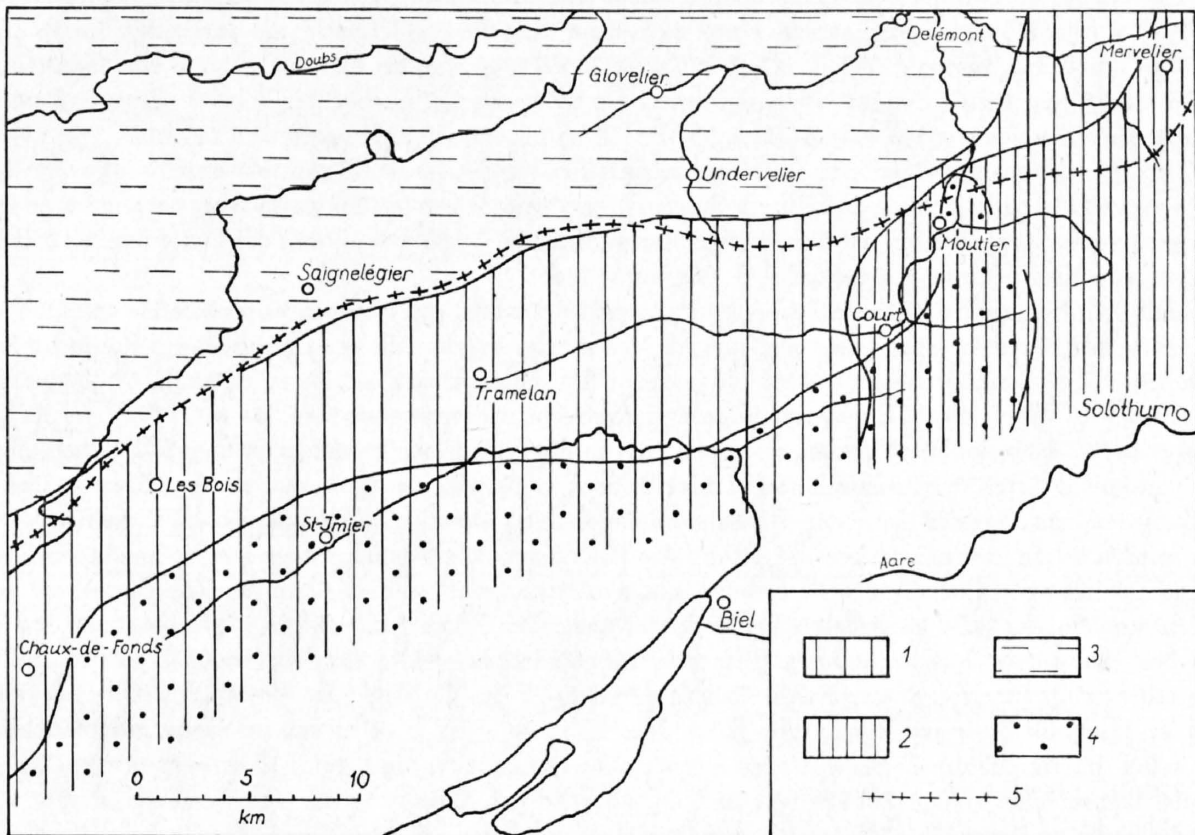 Delémont
Mervelier
Doubs
Glovelier
Undervelier
Moutier
Saignelégier
Court
Tramelan
Solothurn
Les Bois
St-Imier
Aare
Biel
Chaux-de-Fonds
0 5 10
km
1 3
2 4
5